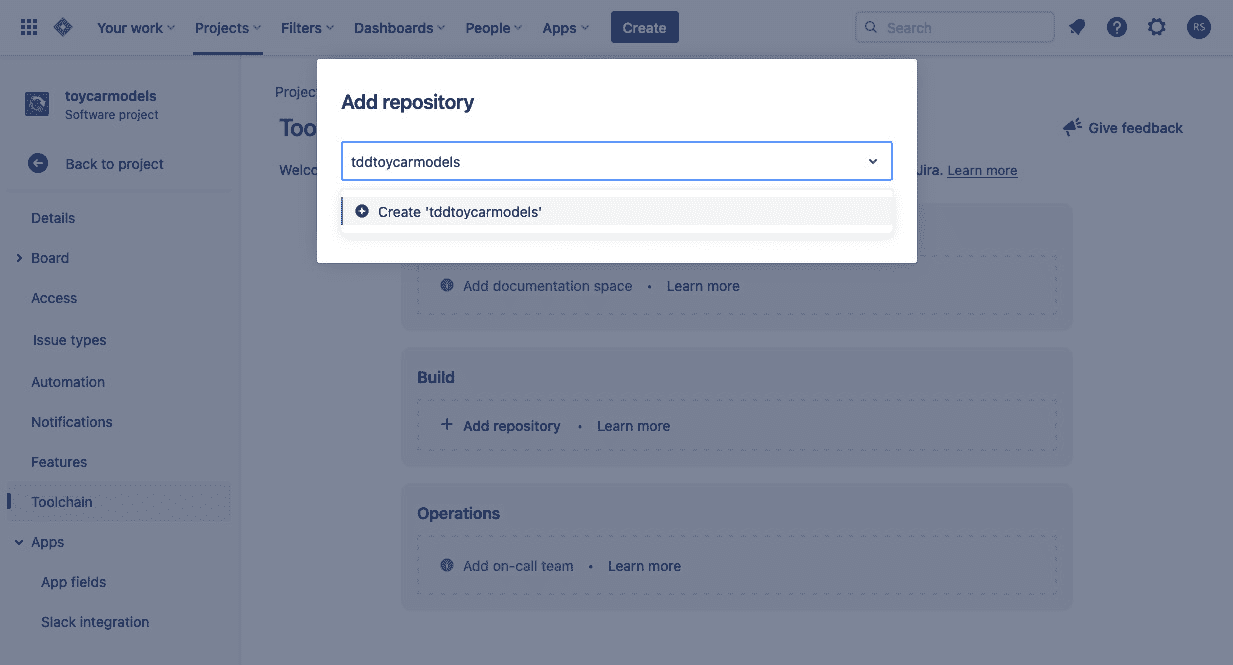 Your work Projects Filters Dashboards People Apps Create Search RS
toycarmodels
Software project
Back to project
Details
Board
Access
Issue types
Automation
Notifications
Features
Toolchain
Apps
App fields
Slack integration
Projec
Too
Give feedback
Welco
Jira. Learn more
Add repository
tddtoycarmodels
Create 'tddtoycarmodels'
Add documentation space • Learn more
Build
Add repository • Learn more
Operations
Add on-call team • Learn more